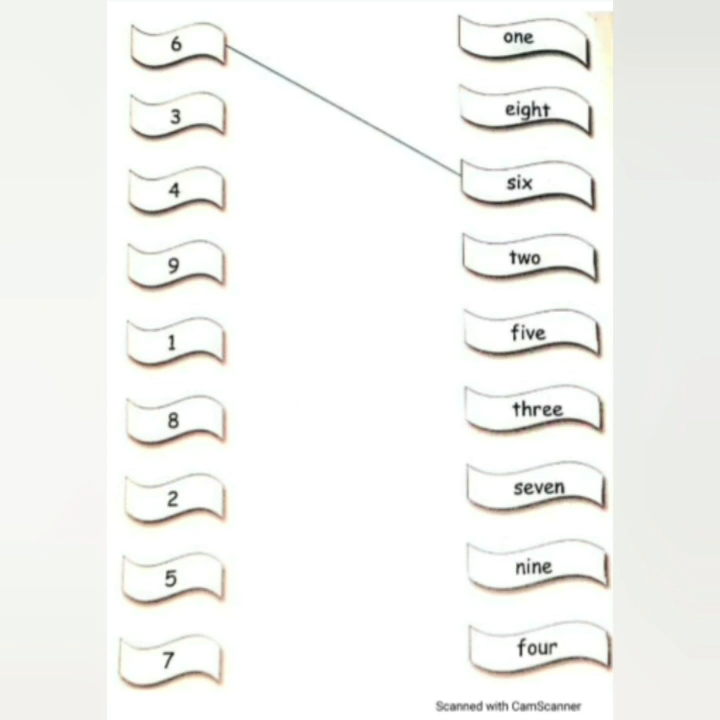 6 one
3 eight
4 six
9 two
1 five
8 three
2 seven
5 nine
7 four
Scanned with CamScanner